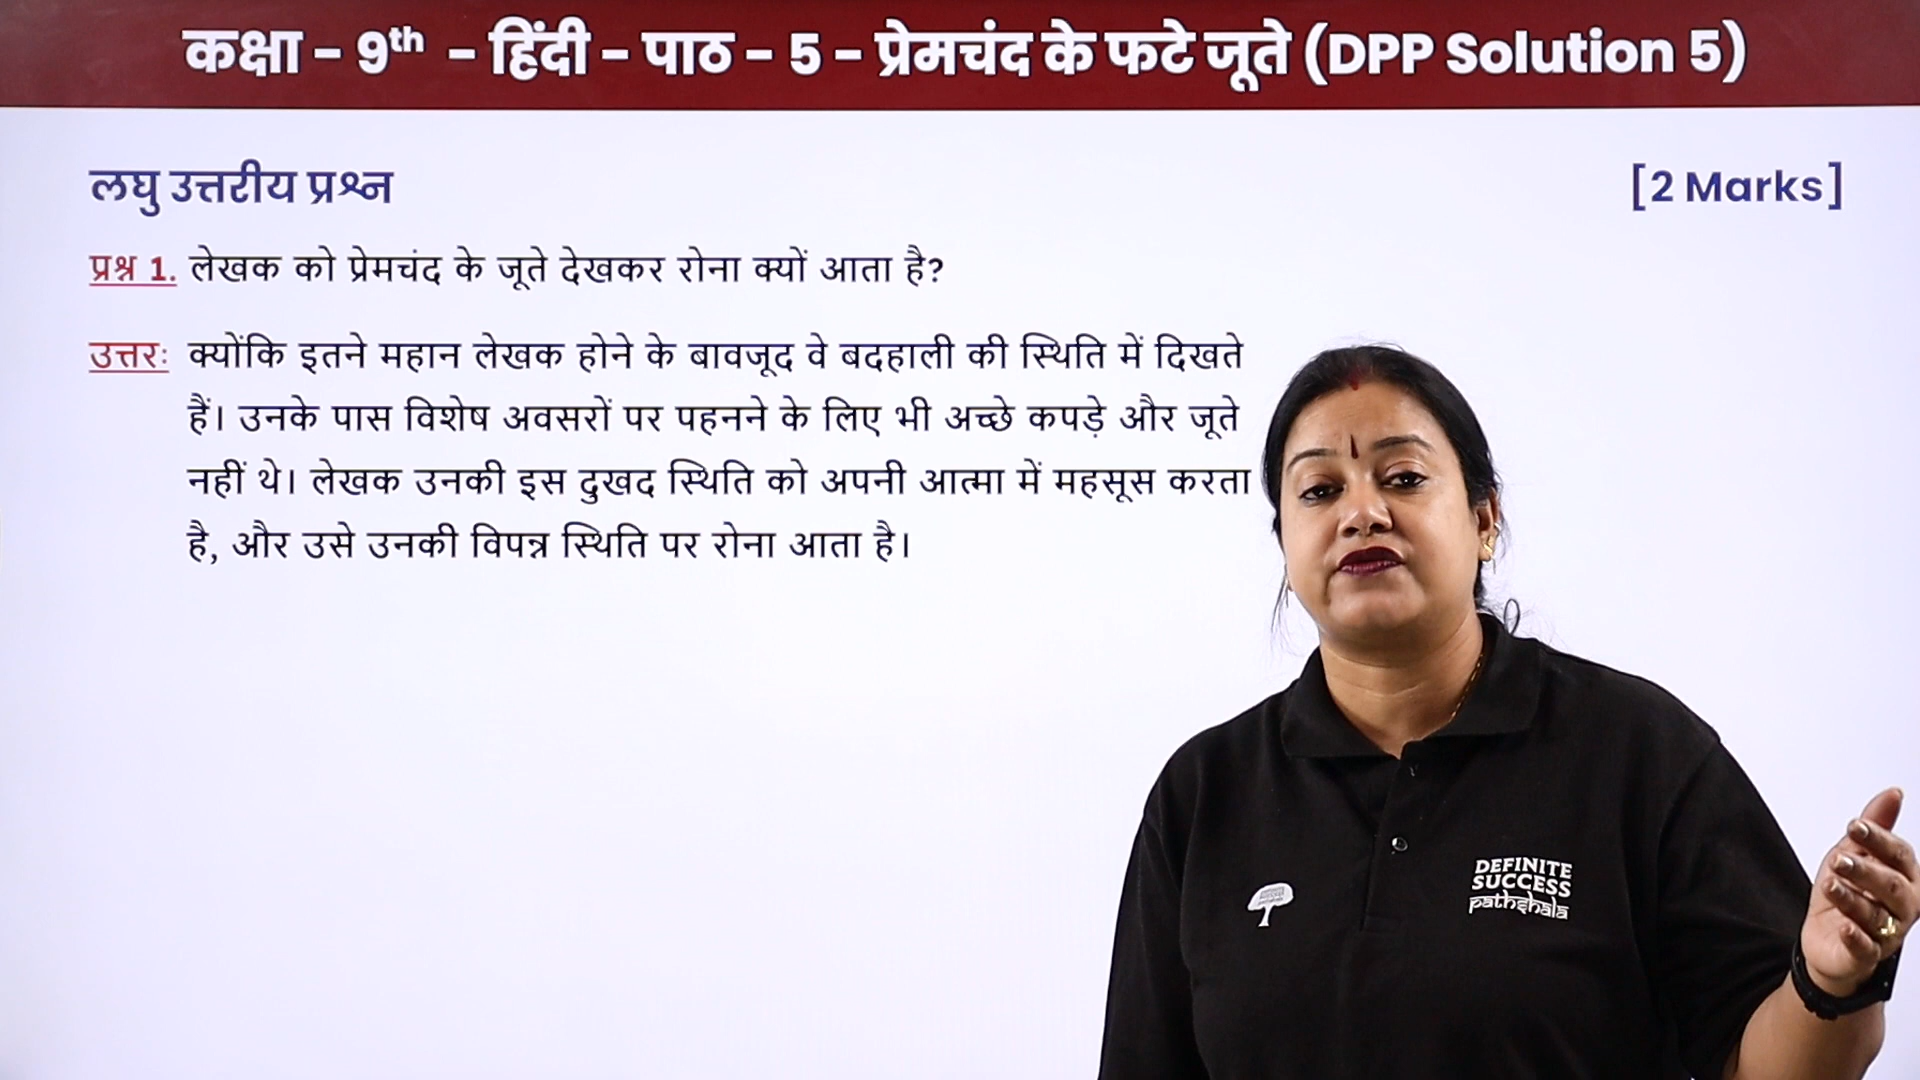 कक्षा – 9th – हिंदी – पाठ – 5 – प्रेमचंद के फटे जूते (DPP Solution 5)
लघु उत्तरीय प्रश्न [2 Marks]
प्रश्न 1. लेखक को प्रेमचंद के जूते देखकर रोना क्यों आता है?
उत्तरः क्योंकि इतने महान लेखक होने के बावजूद वे बदहाली की स्थिति में दिखते
हैं। उनके पास विशेष अवसरों पर पहनने के लिए भी अच्छे कपड़े और जूते
नहीं थे। लेखक उनकी इस दुखद स्थिति को अपनी आत्मा में महसूस करता
है, और उसे उनकी विपन्न स्थिति पर रोना आता है।
DEFINITE
SUCCESS
pathshala